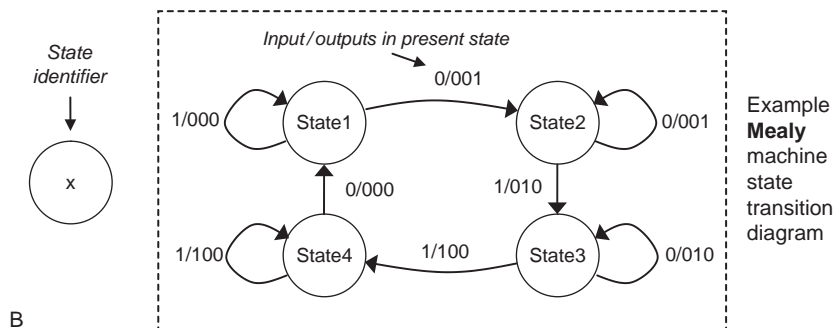 Input/outputs in present state
State
identifier
x
0/001
1/000
State1
State2
0/001
0/000
1/010
1/100
State4
1/100
State3
0/010
Example
Mealy
machine
state
transition
diagram
B